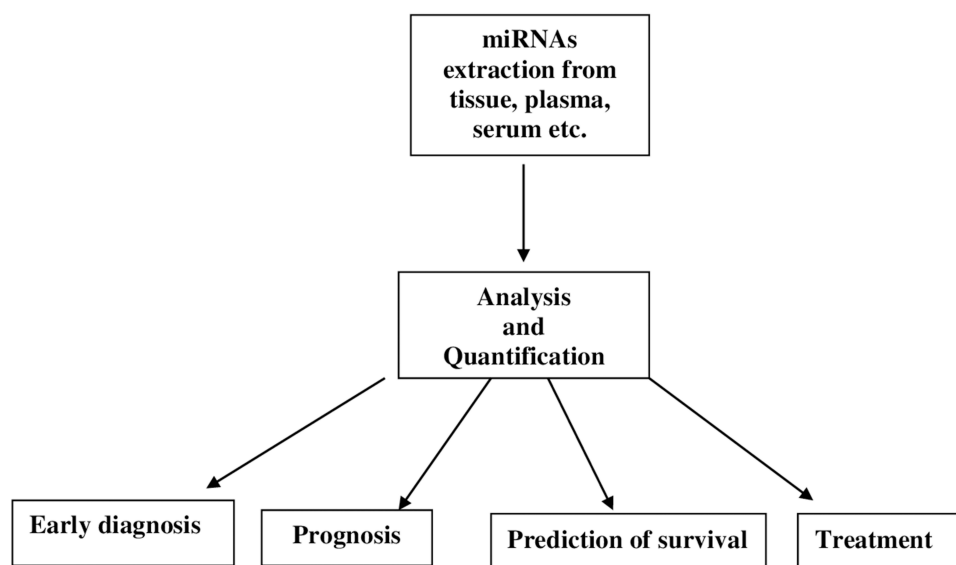 miRNAs
extraction from
tissue, plasma,
serum etc.
Analysis
and
Quantification
Early diagnosis
Prognosis
Prediction of survival
Treatment